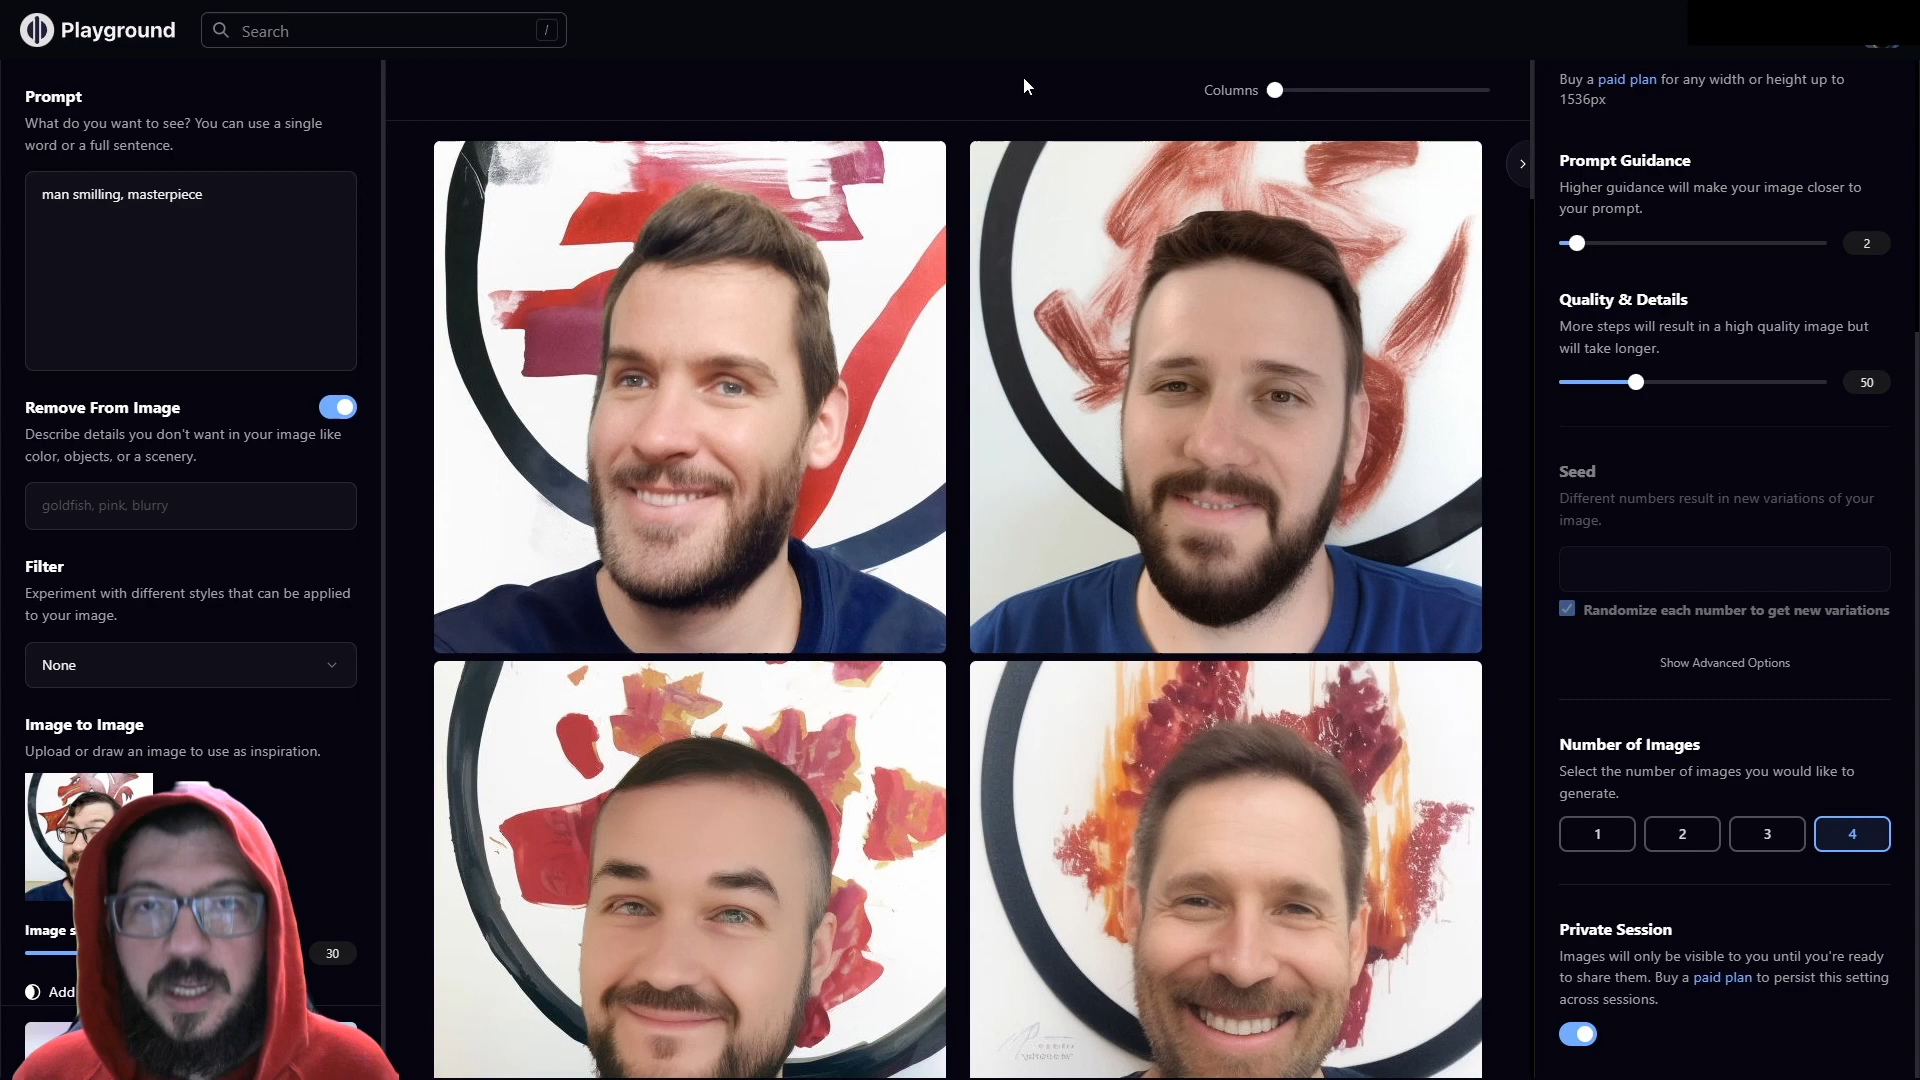 Playground
Search
/
Prompt
What do you want to see? You can use a single
word or a full sentence.
man smilling, masterpiece
Remove From Image
Describe details you don't want in your image like
color, objects, or a scenery.
goldfish, pink, blurry
Filter
Experiment with different styles that can be applied
to your image.
None
Image to Image
Upload or draw an image to use as inspiration.
Image s
30
Add
Columns
Buy a paid plan for any width or height up to
1536px
Prompt Guidance
Higher guidance will make your image closer to
your prompt.
2
Quality & Details
More steps will result in a high quality image but
will take longer.
50
Seed
Different numbers result in new variations of your
image.
Randomize each number to get new variations
Show Advanced Options
Number of Images
Select the number of images you would like to
generate.
1
2
3
4
Private Session
Images will only be visible to you until you're ready
to share them. Buy a paid plan to persist this setting
across sessions.